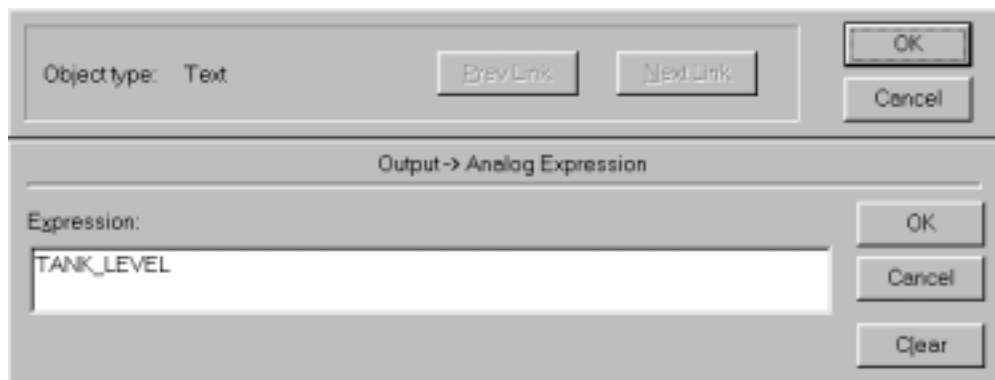 Object type: Text Prev Link Next Link OK
Cancel
Output -> Analog Expression
Expression: OK
TANK_LEVEL
Cancel
Clear